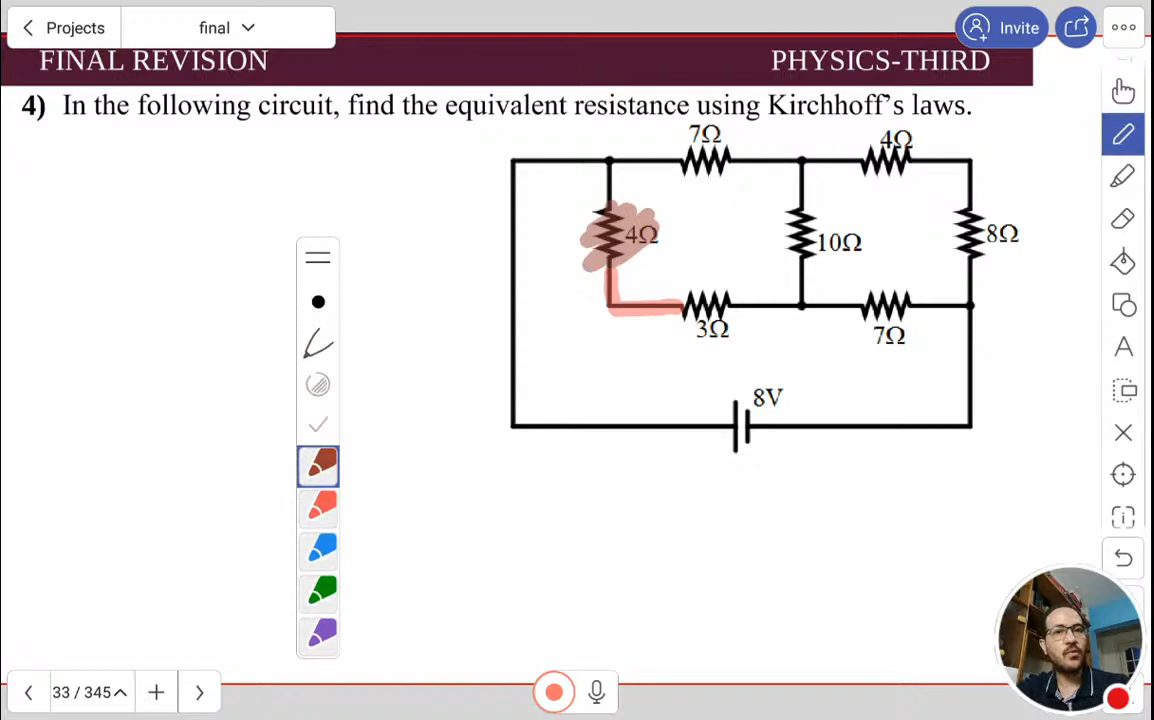 Projects
final
Invite
FINAL REVISION
PHYSICS-THIRD
4) In the following circuit, find the equivalent resistance using Kirchhoff's laws.
7Ω
4Ω
4Ω
10Ω
8Ω
3Ω
7Ω
8V
33 / 345